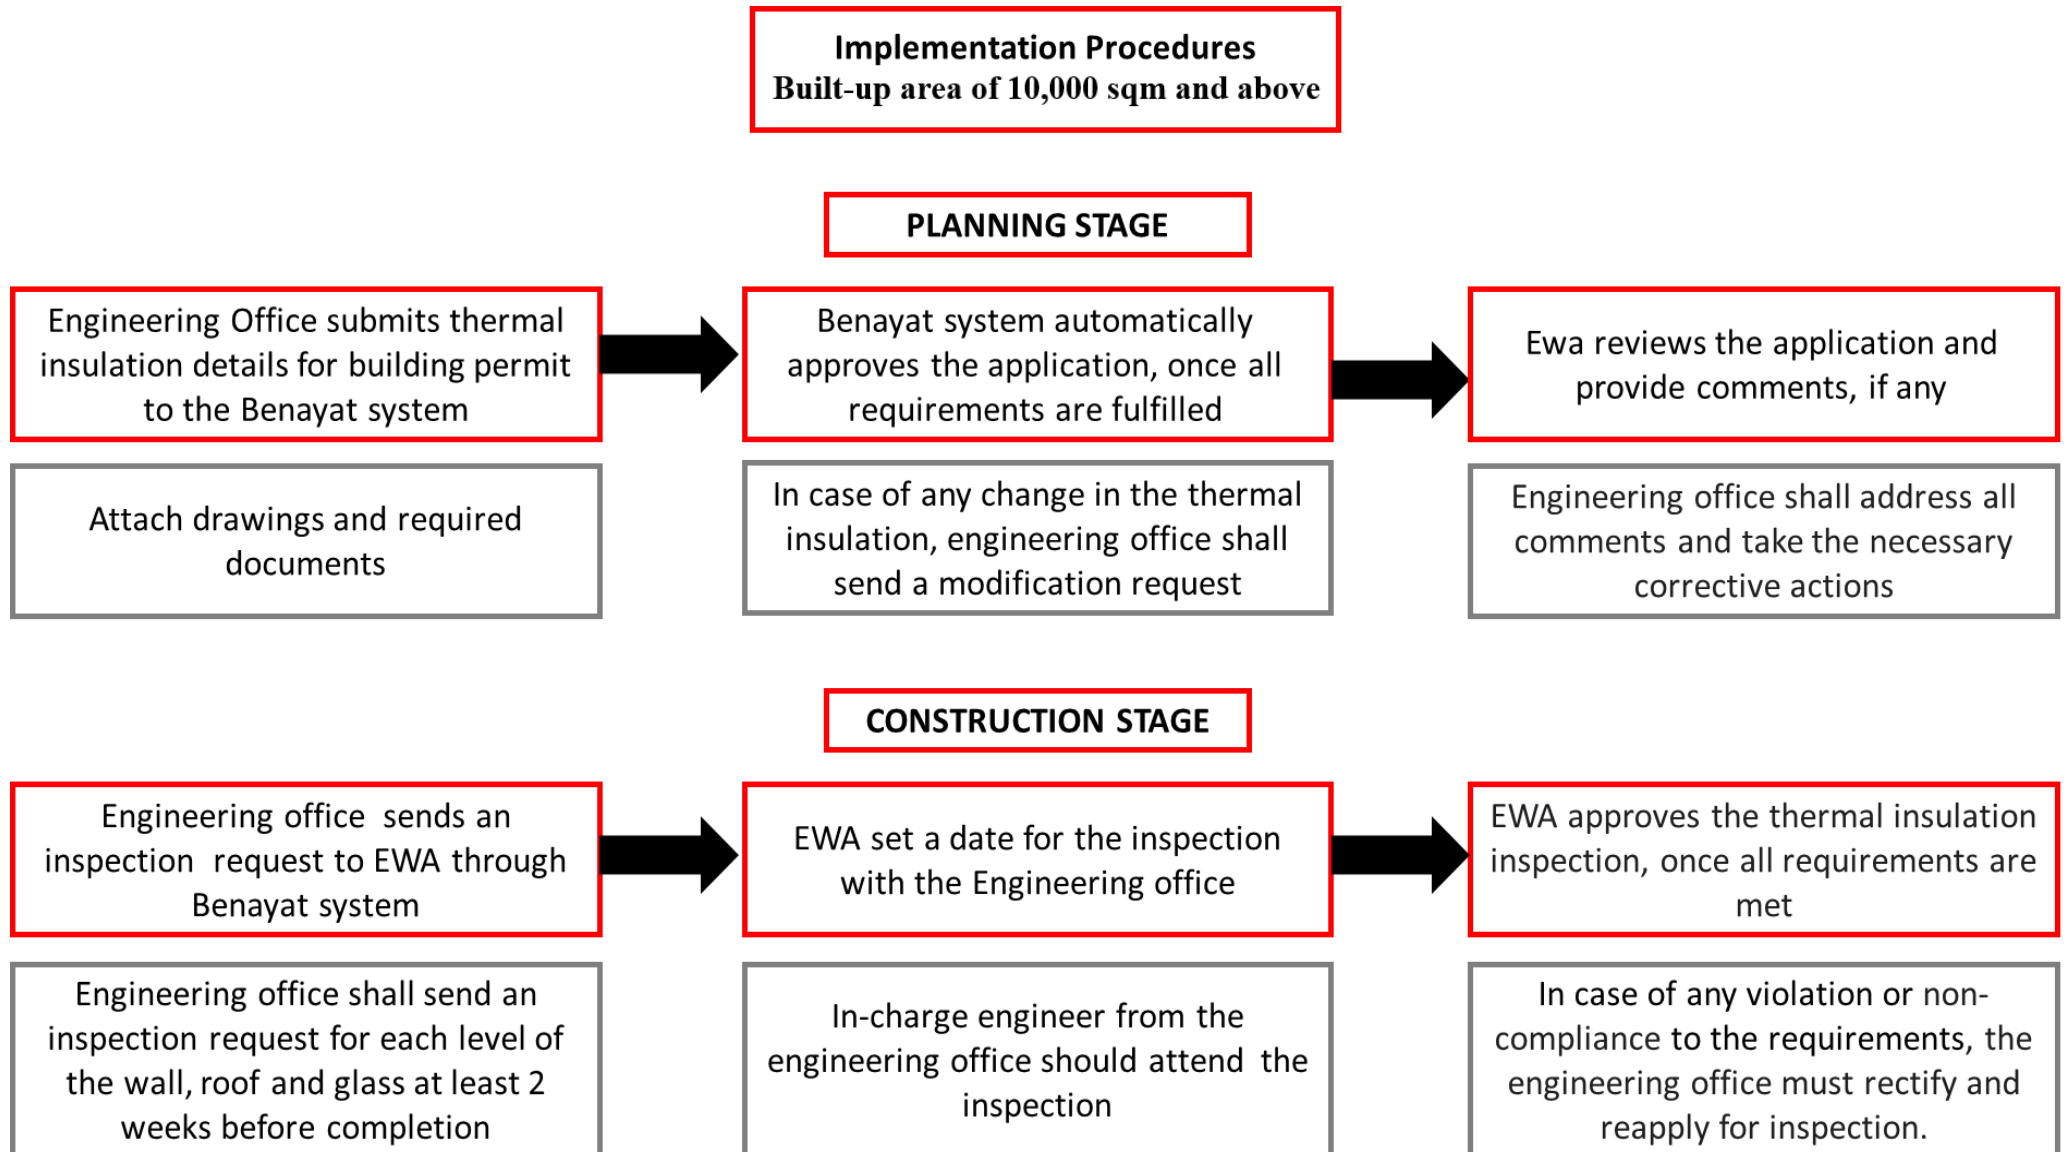 Implementation Procedures
Built-up area of 10,000 sqm and above
PLANNING STAGE
Engineering Office submits thermal
insulation details for building permit
to the Benayat system
Benayat system automatically
approves the application, once all
requirements are fulfilled
Ewa reviews the application and
provide comments, if any
Attach drawings and required
documents
In case of any change in the thermal
insulation, engineering office shall
send a modification request
Engineering office shall address all
comments and take the necessary
corrective actions
CONSTRUCTION STAGE
Engineering office sends an
inspection request to EWA through
Benayat system
EWA set a date for the inspection
with the Engineering office
EWA approves the thermal insulation
inspection, once all requirements are
met
Engineering office shall send an
inspection request for each level of
the wall, roof and glass at least 2
weeks before completion
In-charge engineer from the
engineering office should attend the
inspection
In case of any violation or non-
compliance to the requirements, the
engineering office must rectify and
reapply for inspection.